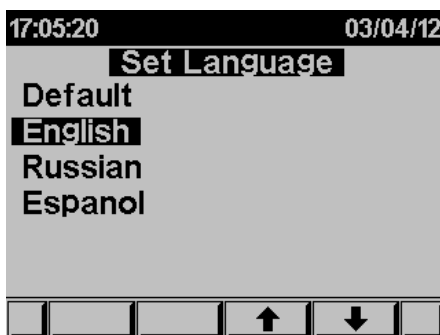 17:05:20 03/04/12
Set Language
Default
English
Russian
Espanol